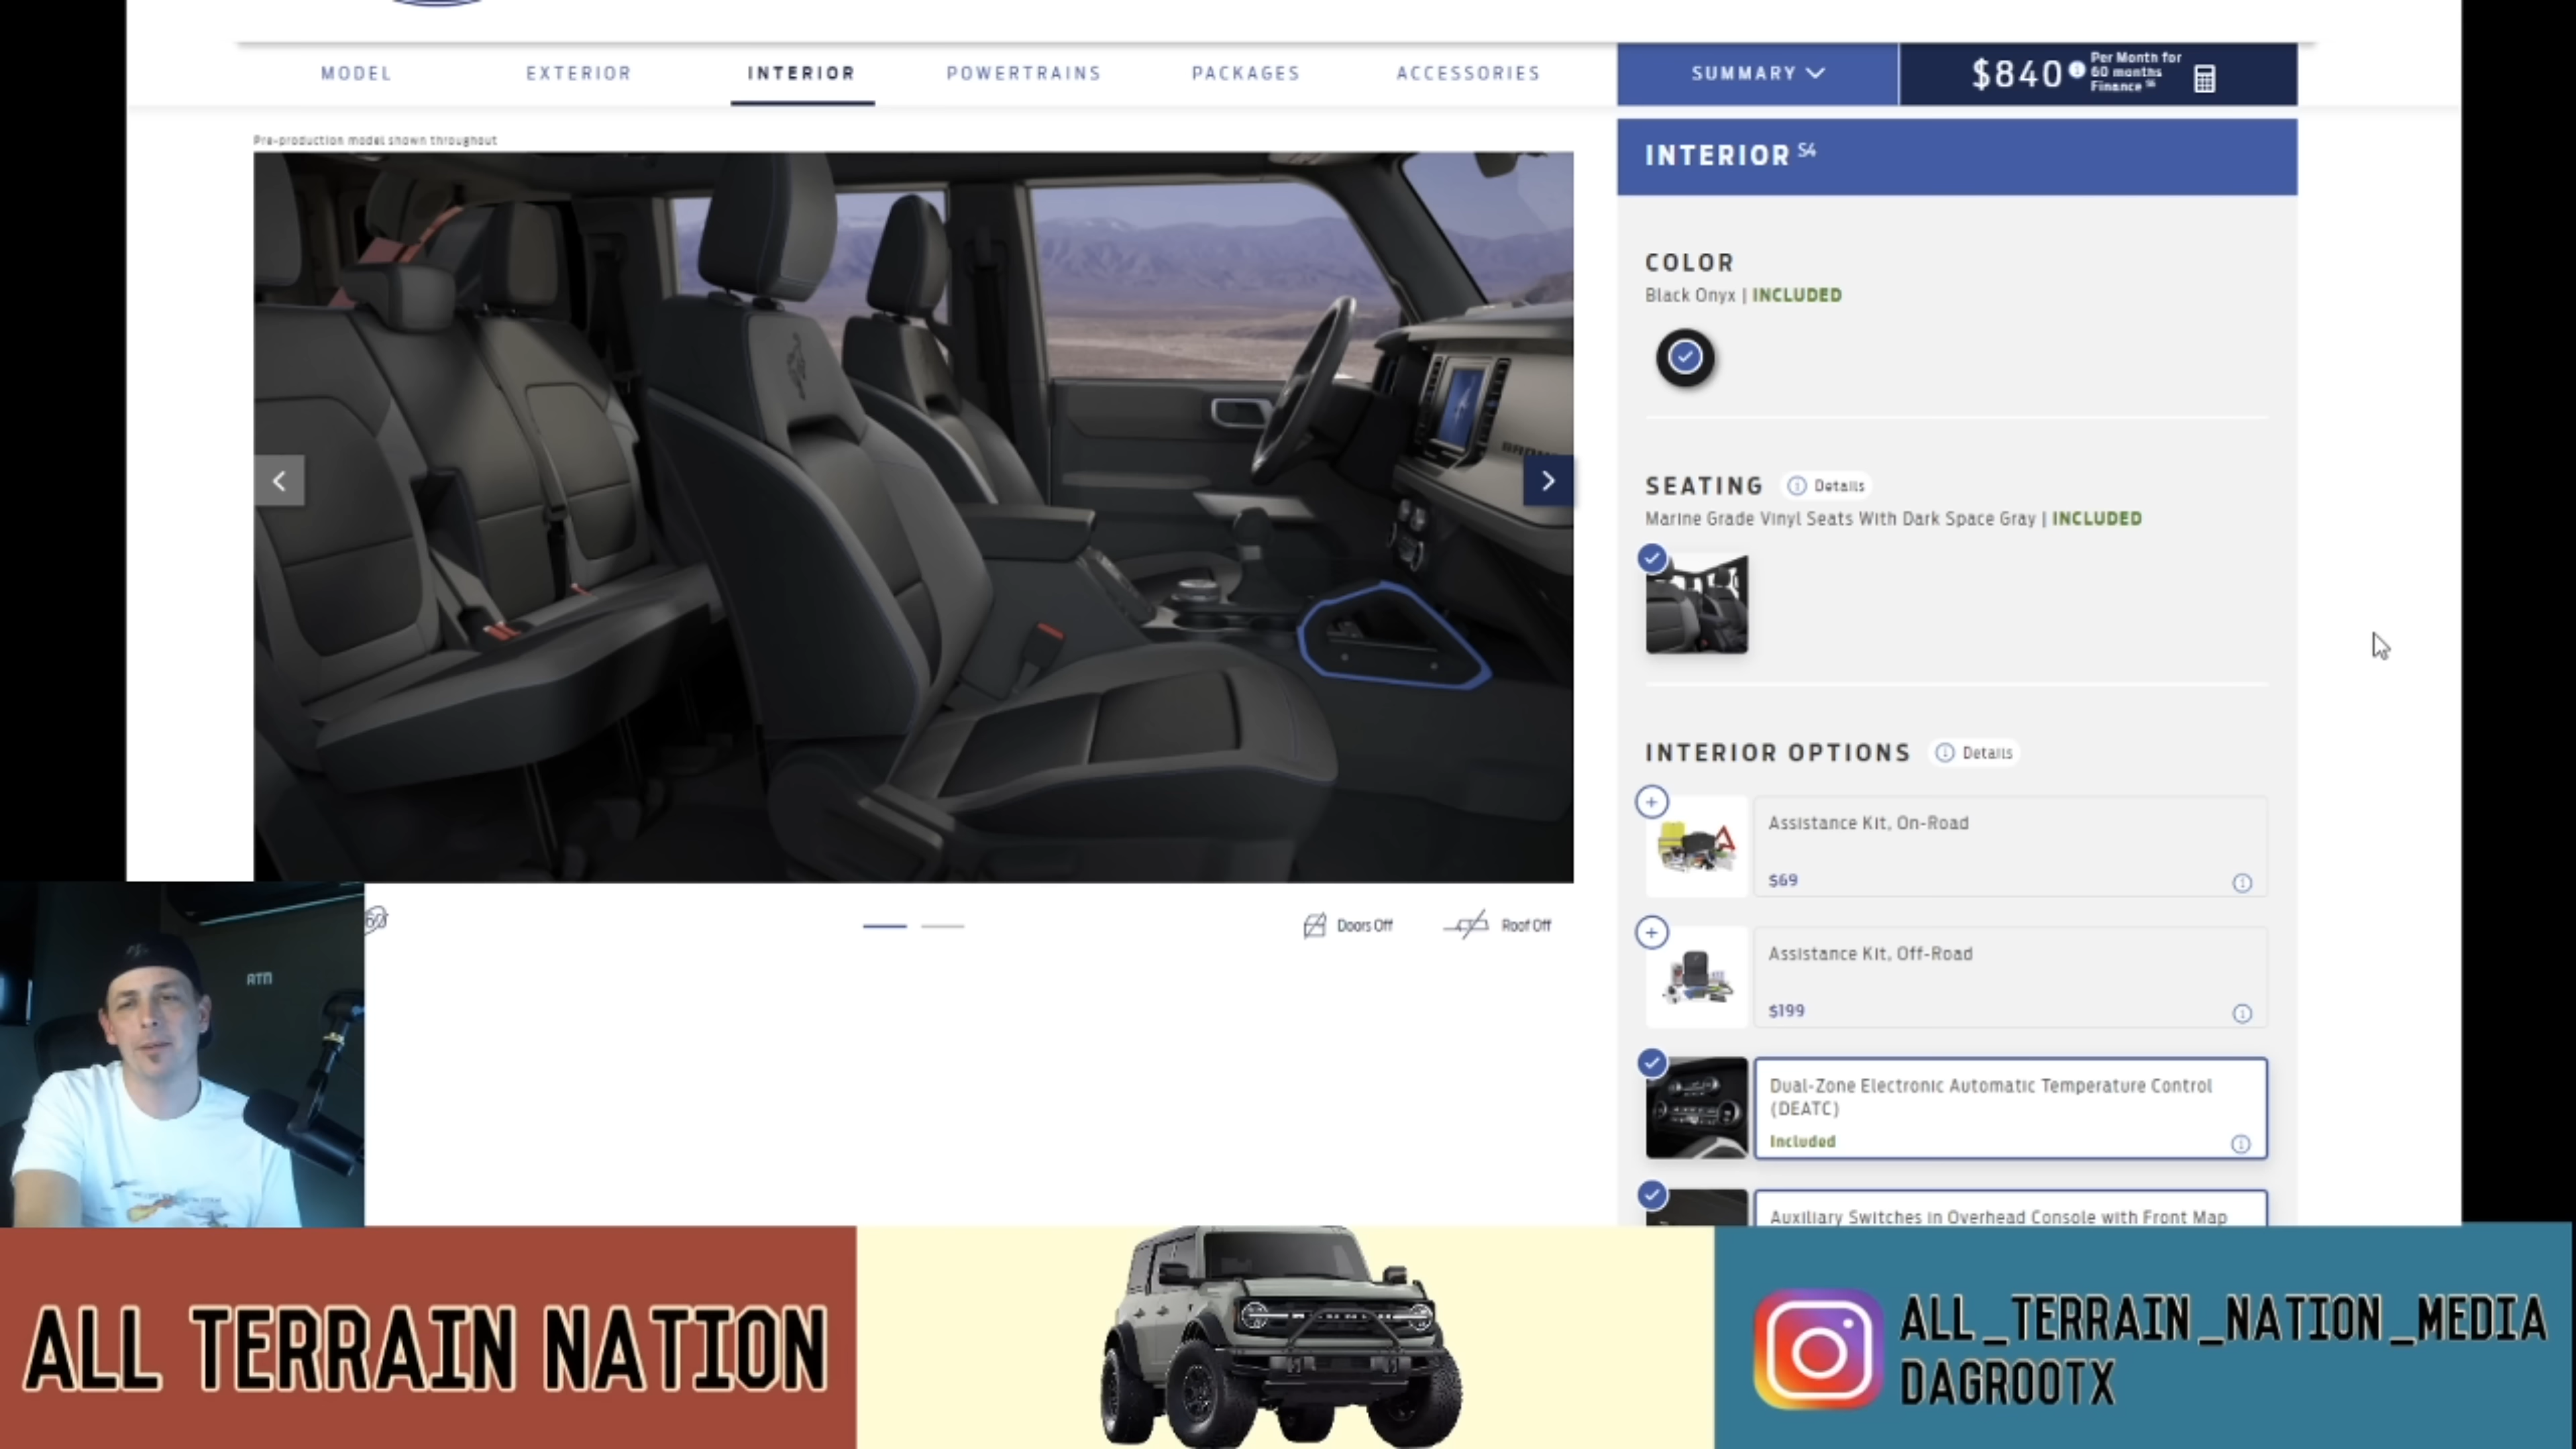 MODEL
EXTERIOR
INTERIOR
POWERTRAINS
PACKAGES
ACCESSORIES
SUMMARY
$840
Per Month for
60 months
Finance
Pre-production model shown throughout
INTERIOR S4
COLOR
Black Onyx | INCLUDED
SEATING
Details
Marine Grade Vinyl Seats With Dark Space Gray | INCLUDED
INTERIOR OPTIONS
Details
Assistance Kit, On-Road
$69
Assistance Kit, Off-Road
$199
Dual-Zone Electronic Automatic Temperature Control
(DEATC)
Included
Auxiliary Switches in Overhead Console with Front Map
Doors Off
Roof Off
ATN
ALL TERRAIN NATION
BRONCO
ALL_TERRAIN_NATION_MEDIA
DAGROOTX